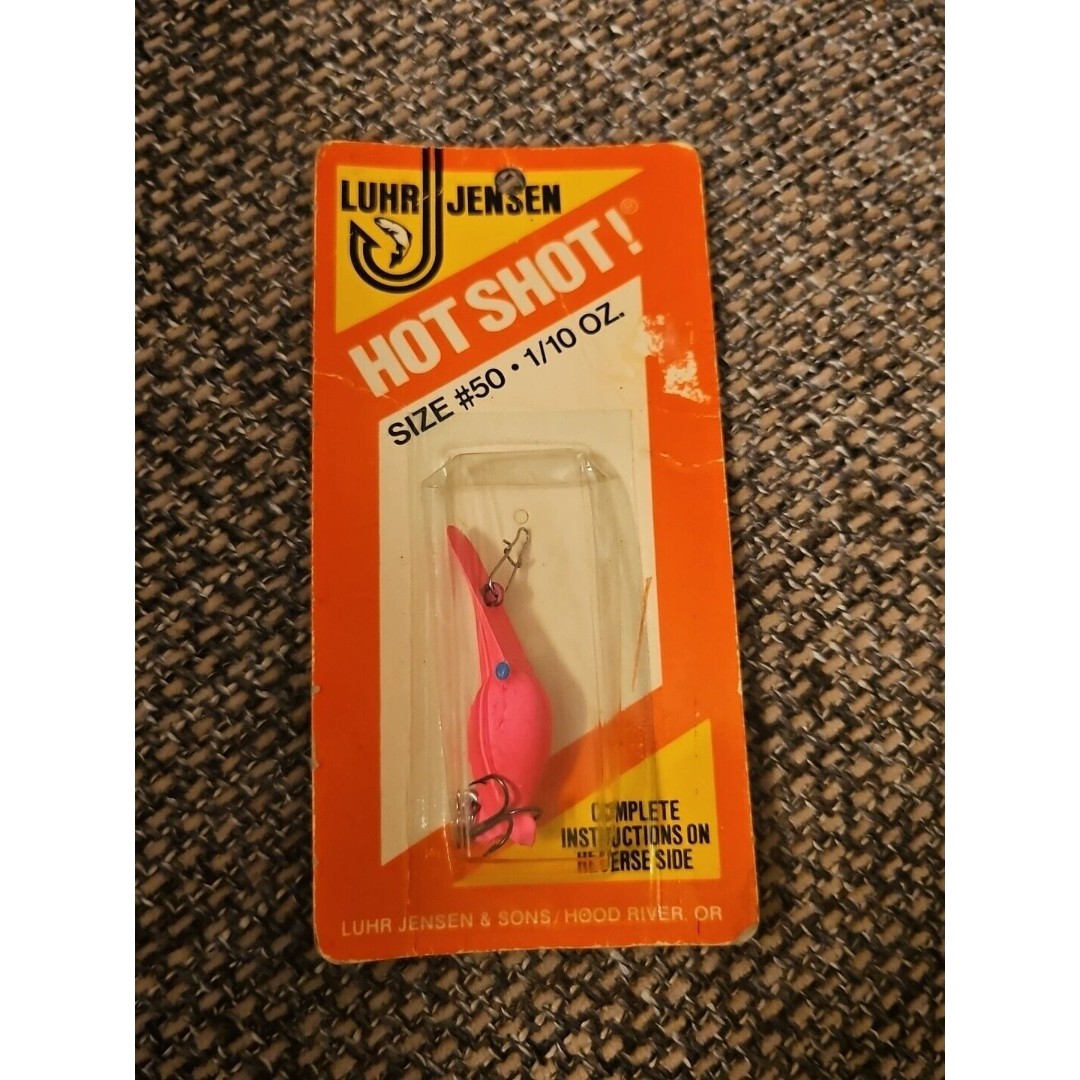 LUHR JENSEN
HOT SHOT!®
SIZE #50 • 1/10 OZ.
COMPLETE
INSTRUCTIONS ON
REVERSE SIDE
LUHR JENSEN & SONS/HOOD RIVER, OR